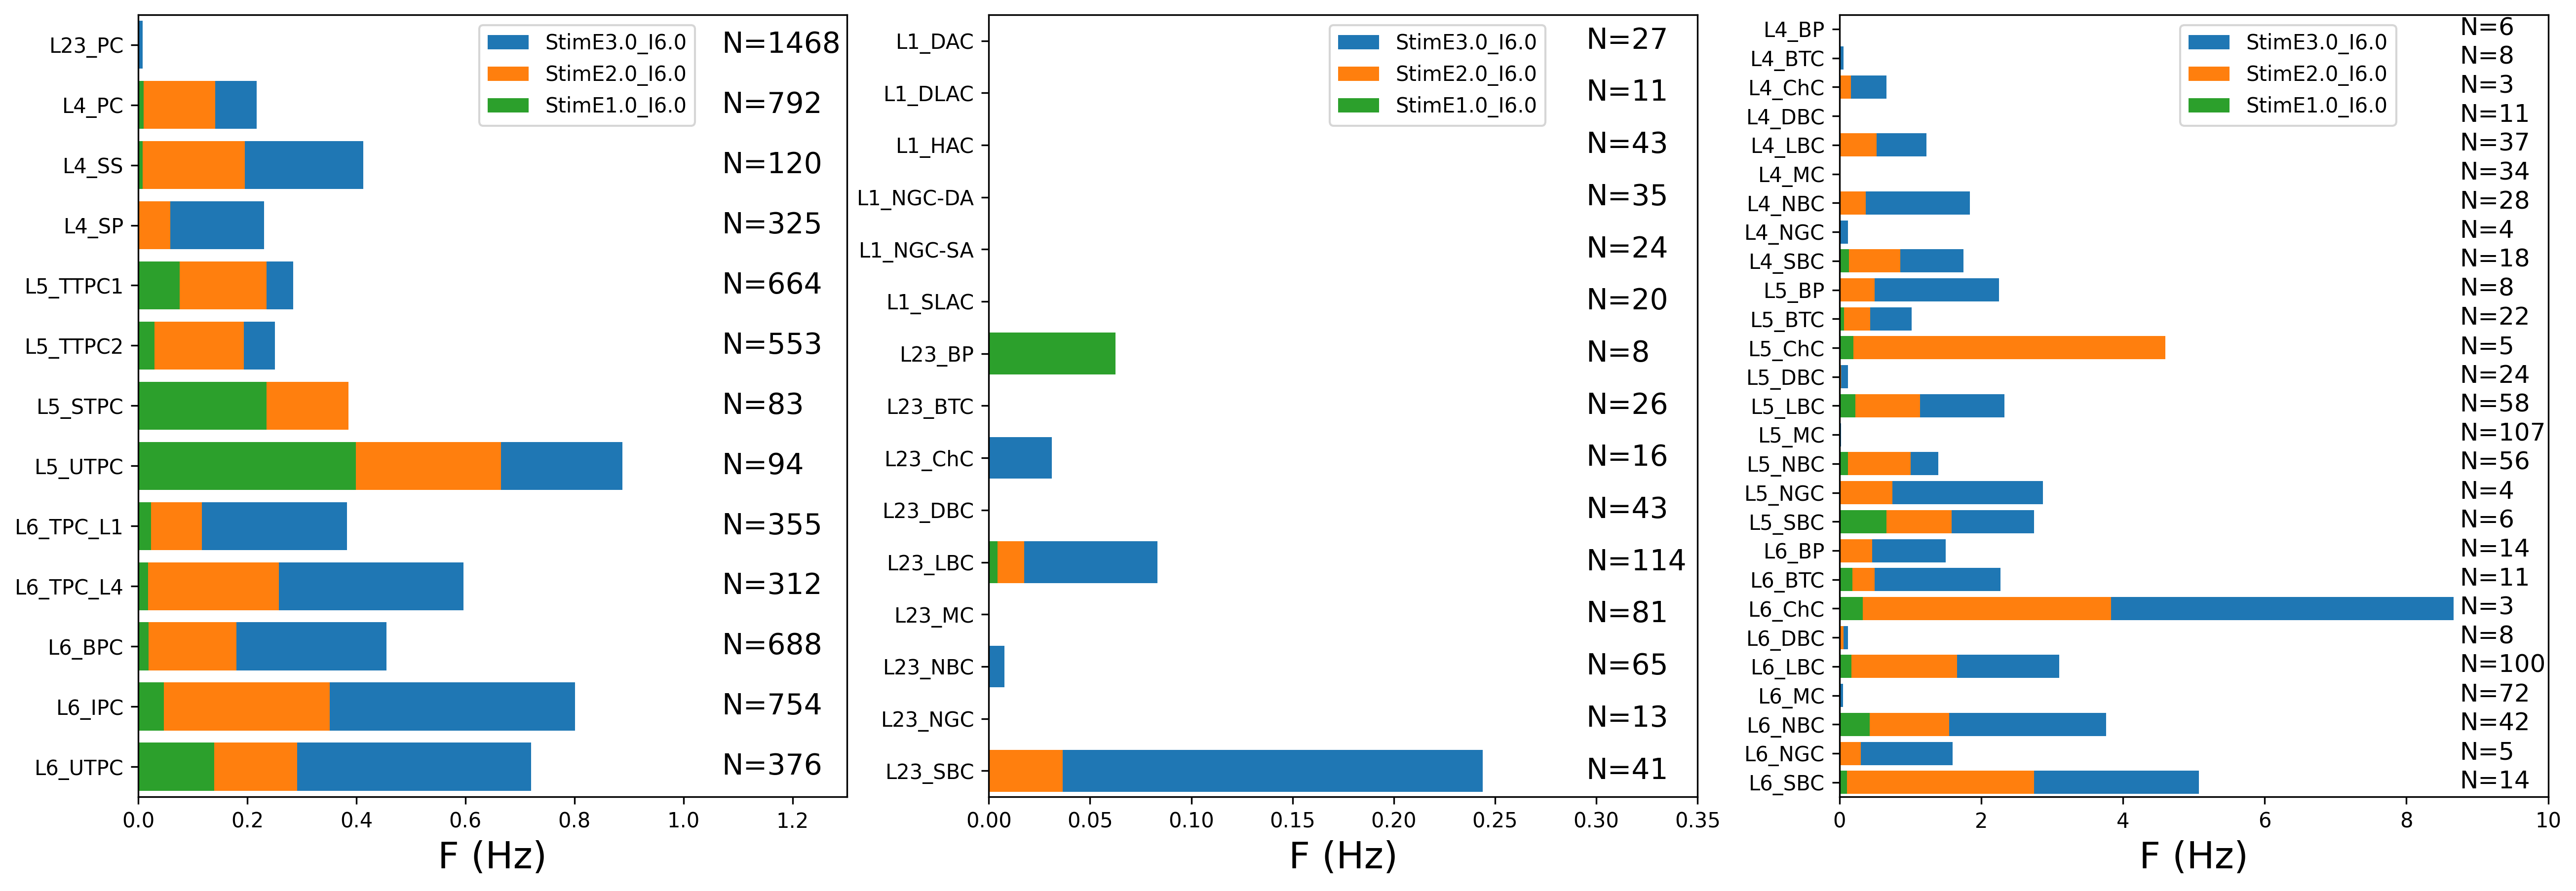 L23_PC
L4_PC
L4_SS
L4_SP
L5_TTPC1
L5_TTPC2
L5_STPC
L5_UTPC
L6_TPC_L1
L6_TPC_L4
L6_BPC
L6_IPC
L6_UTPC
StimE3.0_I6.0
StimE2.0_I6.0
StimE1.0_I6.0
N=1468
N=792
N=120
N=325
N=664
N=553
N=83
N=94
N=355
N=312
N=688
N=754
N=376
0.0 0.2 0.4 0.6 0.8 1.0 1.2
F (Hz)
L1_DAC
L1_DLAC
L1_HAC
L1_NGC-DA
L1_NGC-SA
L1_SLAC
L23_BP
L23_BTC
L23_ChC
L23_DBC
L23_LBC
L23_MC
L23_NBC
L23_NGC
L23_SBC
StimE3.0_I6.0
StimE2.0_I6.0
StimE1.0_I6.0
N=27
N=11
N=43
N=35
N=24
N=20
N=8
N=26
N=16
N=43
N=114
N=81
N=65
N=13
N=41
0.00 0.05 0.10 0.15 0.20 0.25 0.30 0.35
F (Hz)
L4_BP
L4_BTC
L4_ChC
L4_DBC
L4_LBC
L4_MC
L4_NBC
L4_NGC
L4_SBC
L5_BP
L5_BTC
L5_ChC
L5_DBC
L5_LBC
L5_MC
L5_NBC
L5_NGC
L5_SBC
L6_BP
L6_BTC
L6_ChC
L6_DBC
L6_LBC
L6_MC
L6_NBC
L6_NGC
L6_SBC
StimE3.0_I6.0
StimE2.0_I6.0
StimE1.0_I6.0
N=6
N=8
N=3
N=11
N=37
N=34
N=28
N=4
N=18
N=8
N=22
N=5
N=24
N=58
N=107
N=56
N=4
N=6
N=14
N=11
N=3
N=8
N=100
N=72
N=42
N=5
N=14
0 2 4 6 8 10
F (Hz)